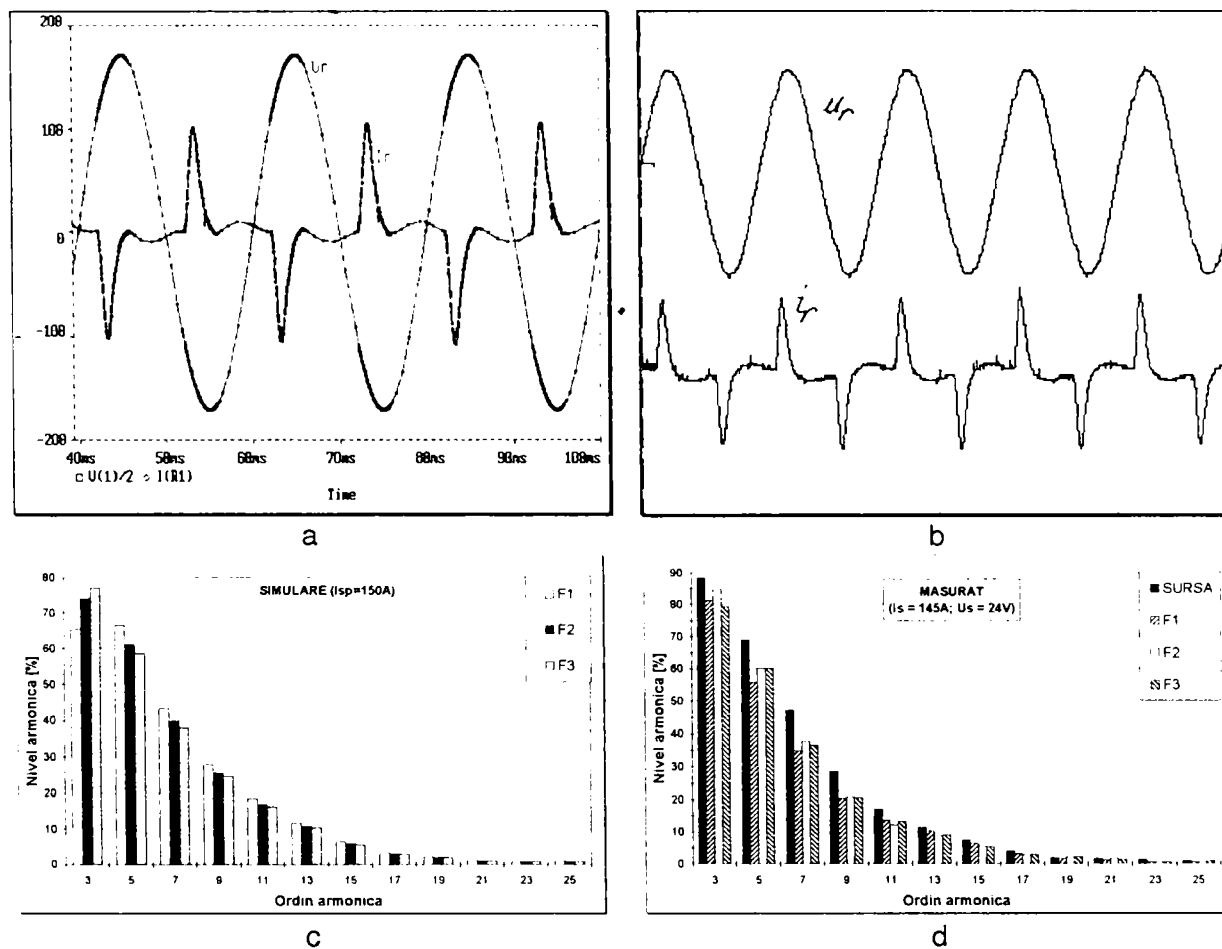 200
100
0
-100
-200
Ur
40ms
50ms
60ms
70ms
80ms
90ms
100ms
□ U(1)/2 ◇ I(R1)
Time
a
ur
ir
b
SIMULARE (Isp=150A)
80
70
60
50
40
30
20
10
0
Nivel armonica [%]
3 5 7 9 11 13 15 17 19 21 23 25
Ordin armonica
F1
F2
F3
c
MASURAT
(Is = 145A; Us = 24V)
90
80
70
60
50
40
30
20
10
0
Nivel armonica [%]
3 5 7 9 11 13 15 17 19 21 23 25
Ordin armonica
SURSA
F1
F2
F3
d